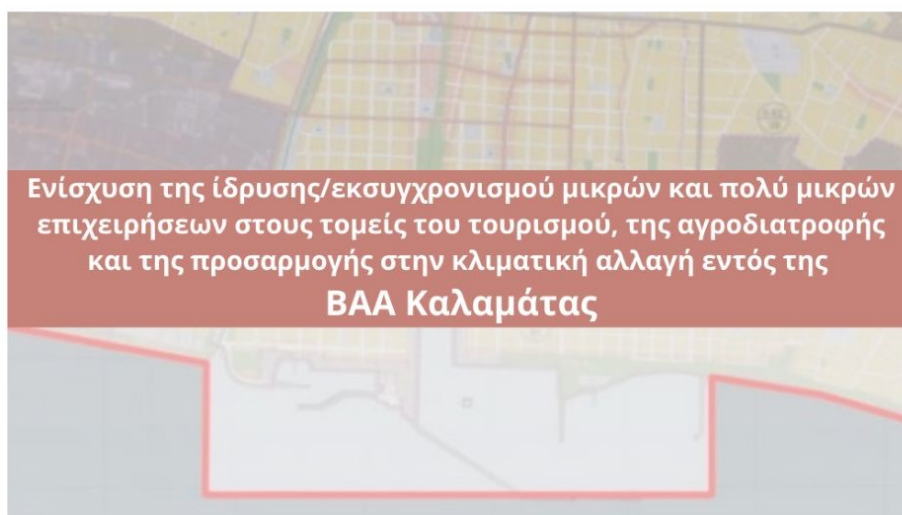 Ενίσχυση της ίδρυσης/εκσυγχρονισμού μικρών και πολύ μικρών
επιχειρήσεων στους τομείς του τουρισμού, της αγροδιατροφής
και της προσαρμογής στην κλιματική αλλαγή εντός της
ΒΑΑ Καλαμάτας